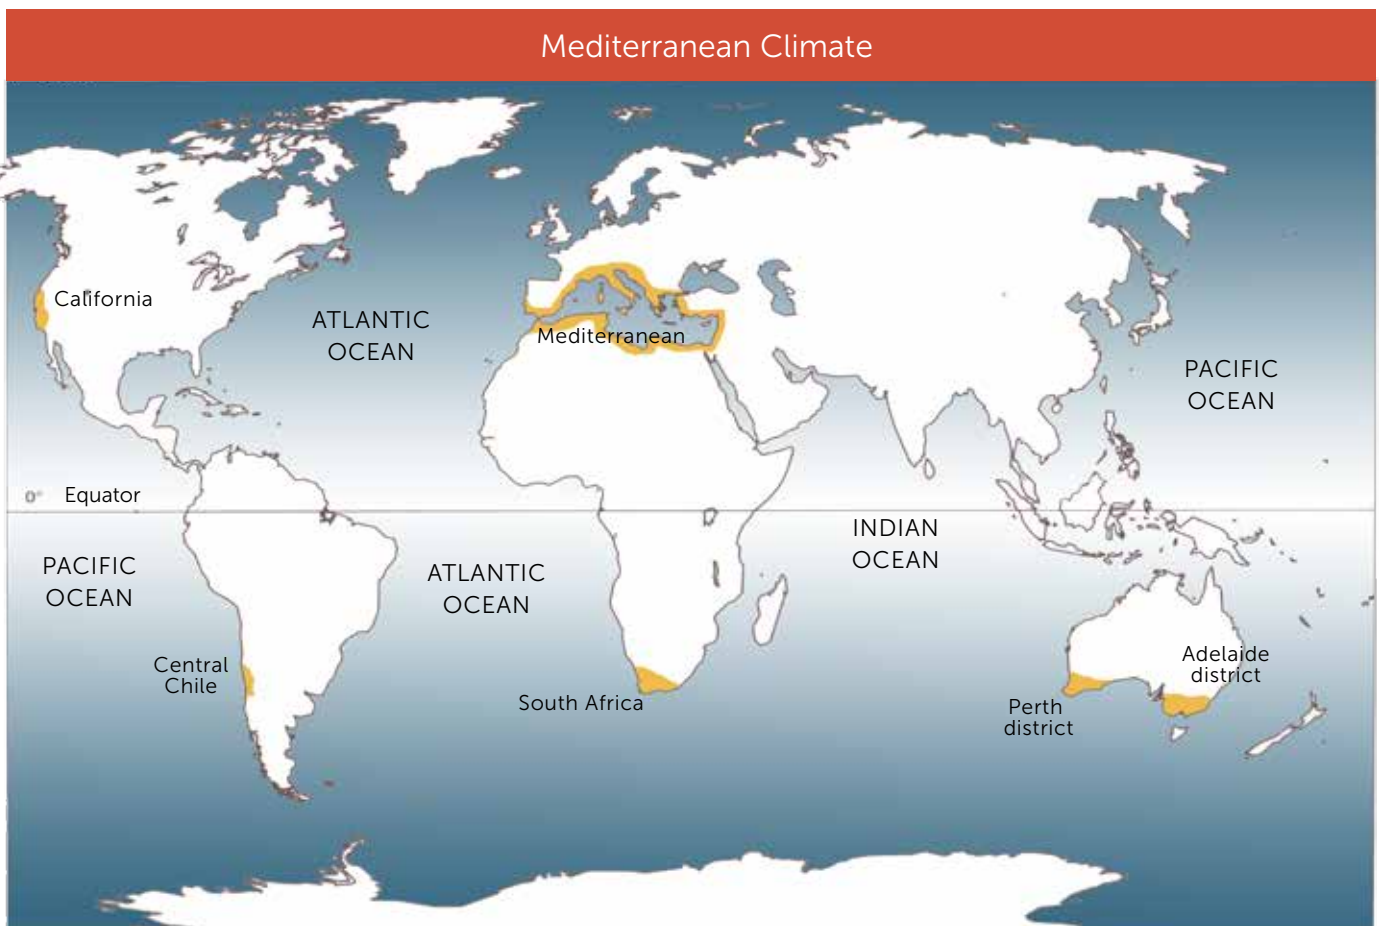 Mediterranean Climate
California
ATLANTIC
OCEAN
Mediterranean
PACIFIC
OCEAN
0° Equator
INDIAN
OCEAN
PACIFIC
OCEAN
ATLANTIC
OCEAN
Central
Chile
South Africa
Adelaide
district
Perth
district